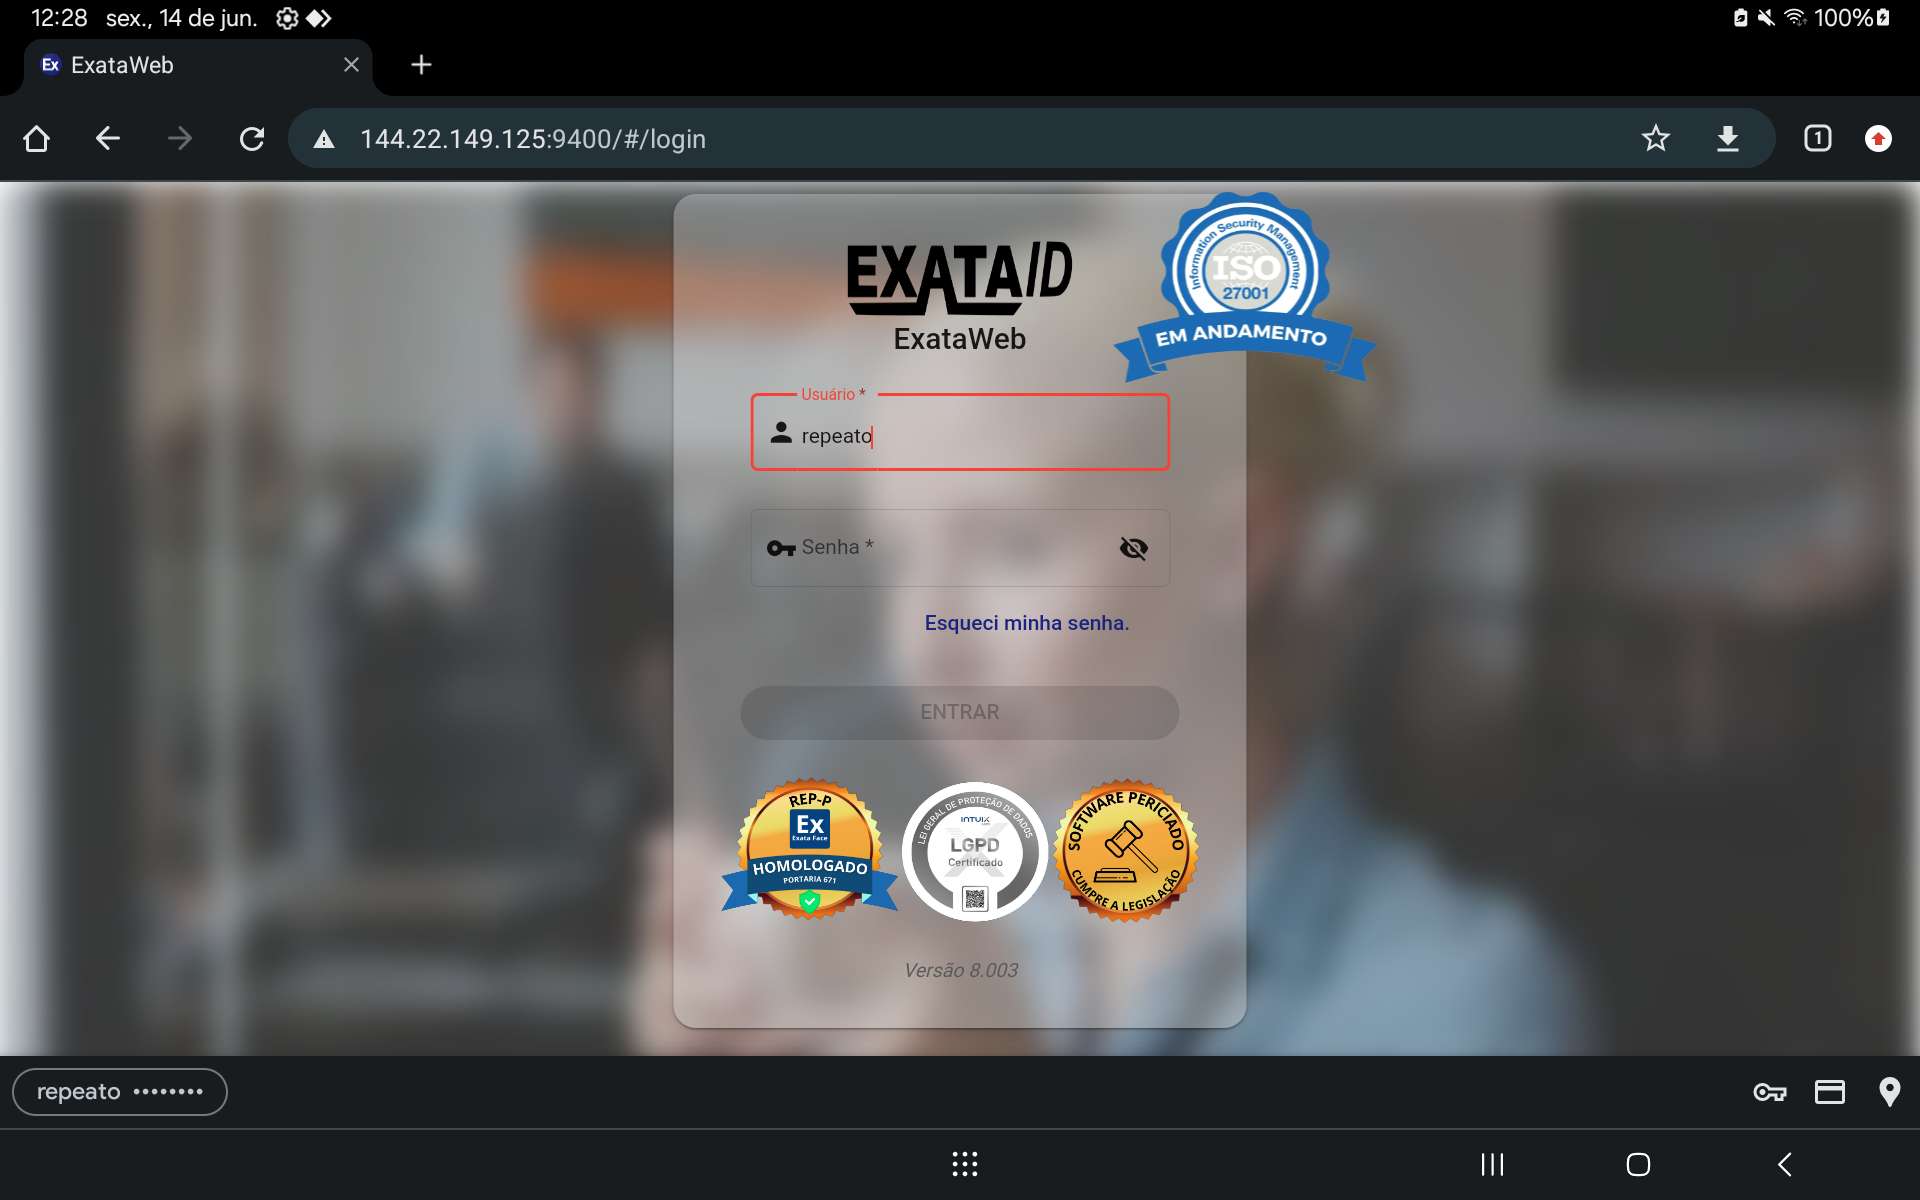 12:28 sex., 14 de jun. 100%
Ex ExataWeb
144.22.149.125:9400/#/login 1
EXATAID
ExataWeb
Information Security Management
ISO
27001
EM ANDAMENTO
Usuário *
repeato
Senha *
Esqueci minha senha.
ENTRAR
REP-P
Ex
Exata Face
HOMOLOGADO
PORTARIA 671
LEI GERAL DE PROTEÇÃO DE DADOS
INTUIX
LGPD
Certificado
SOFTWARE PERICIADO
CUMPRE A LEGISLAÇÃO
Versão 8.003
repeato ••••••••